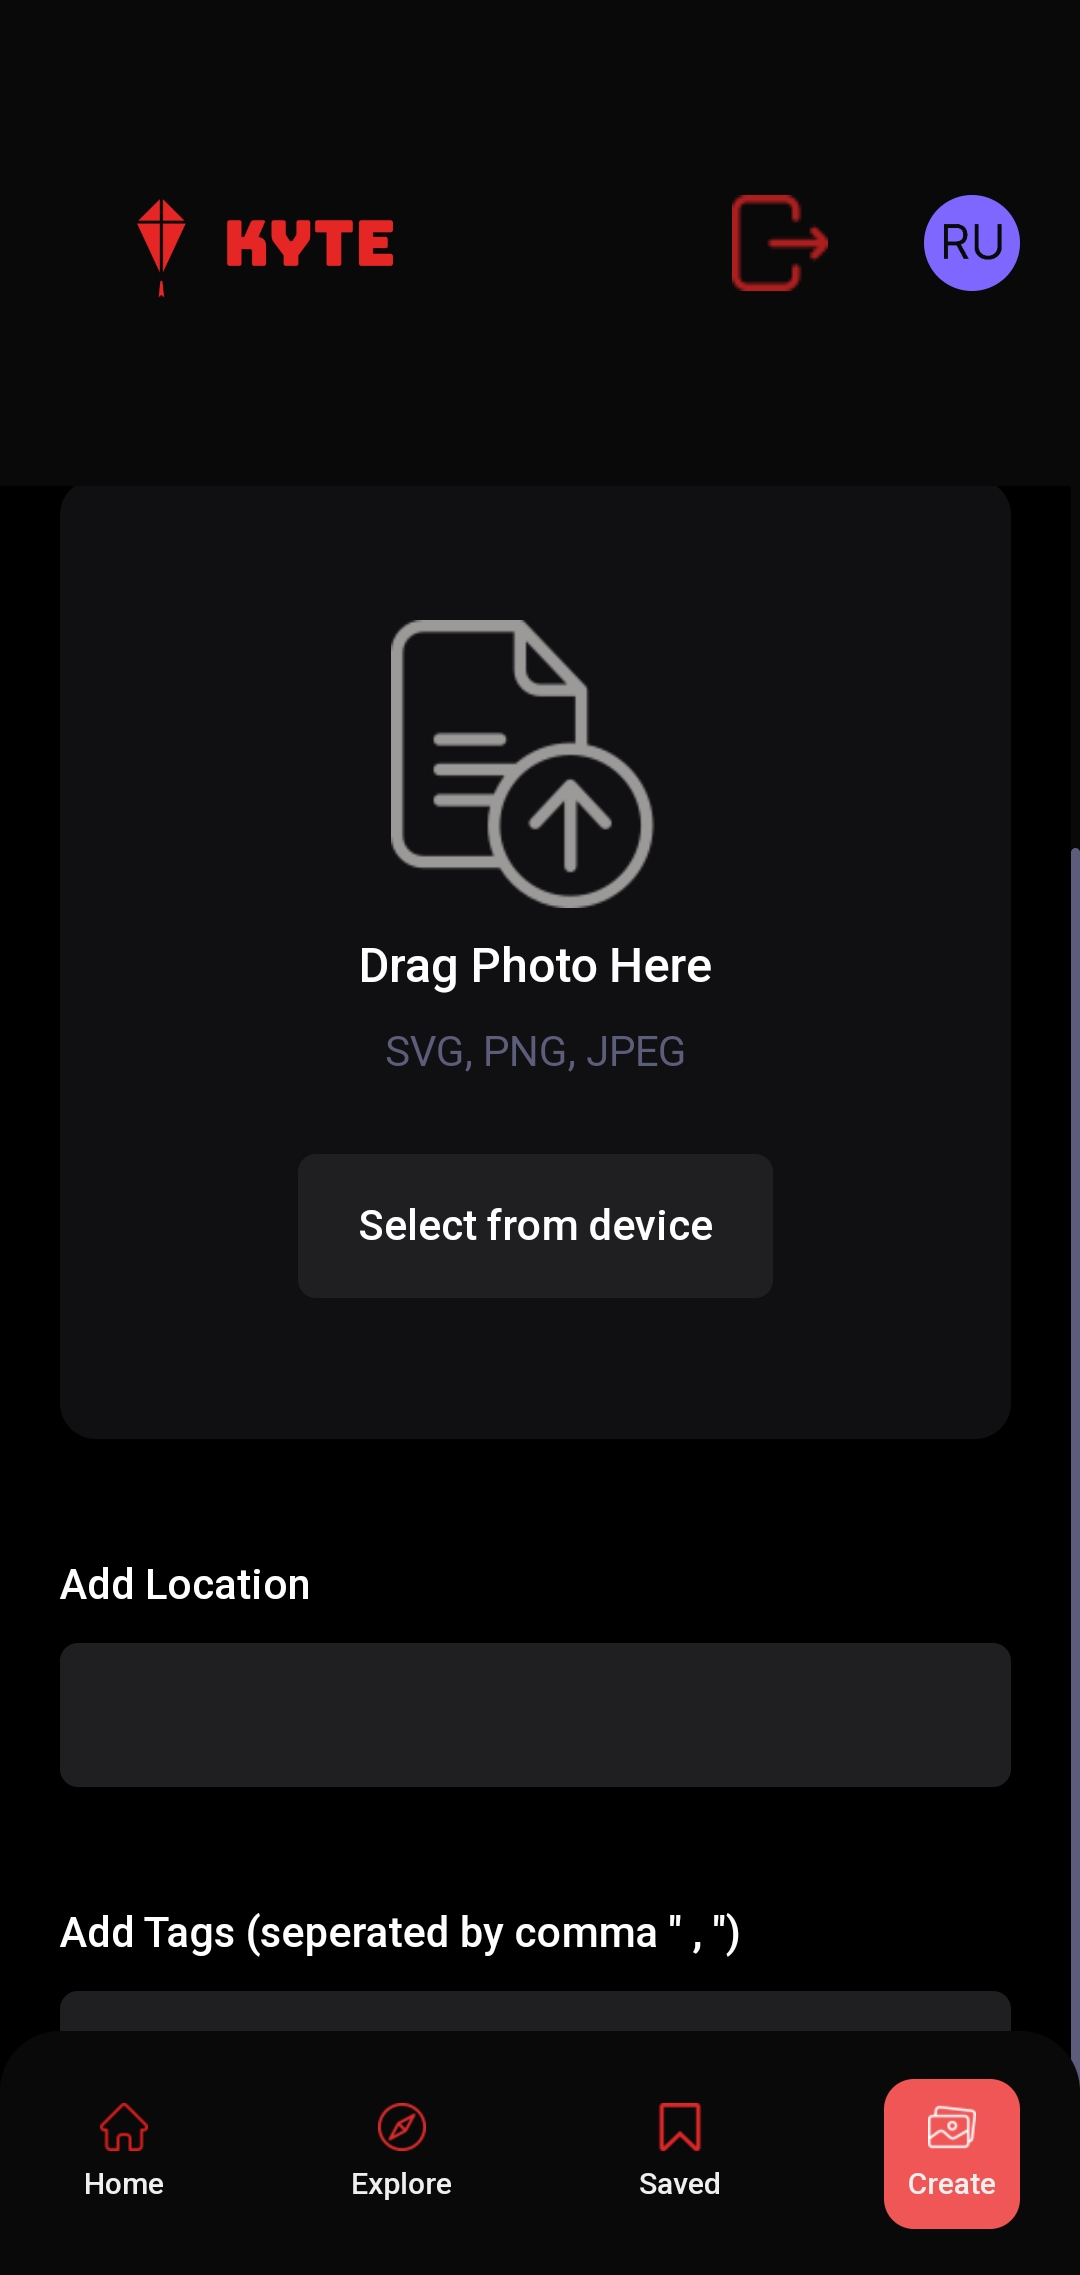 KYTE
RU
Drag Photo Here
SVG, PNG, JPEG
Select from device
Add Location
Add Tags (seperated by comma " , ")
Home
Explore
Saved
Create